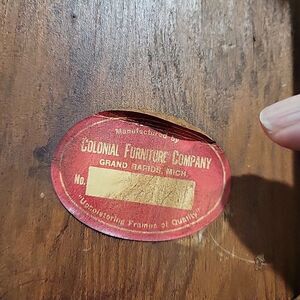 Manufactured by
COLONIAL FURNITURE COMPANY
GRAND RAPIDS, MICH.
No.
"Upholstering Frames of Quality"